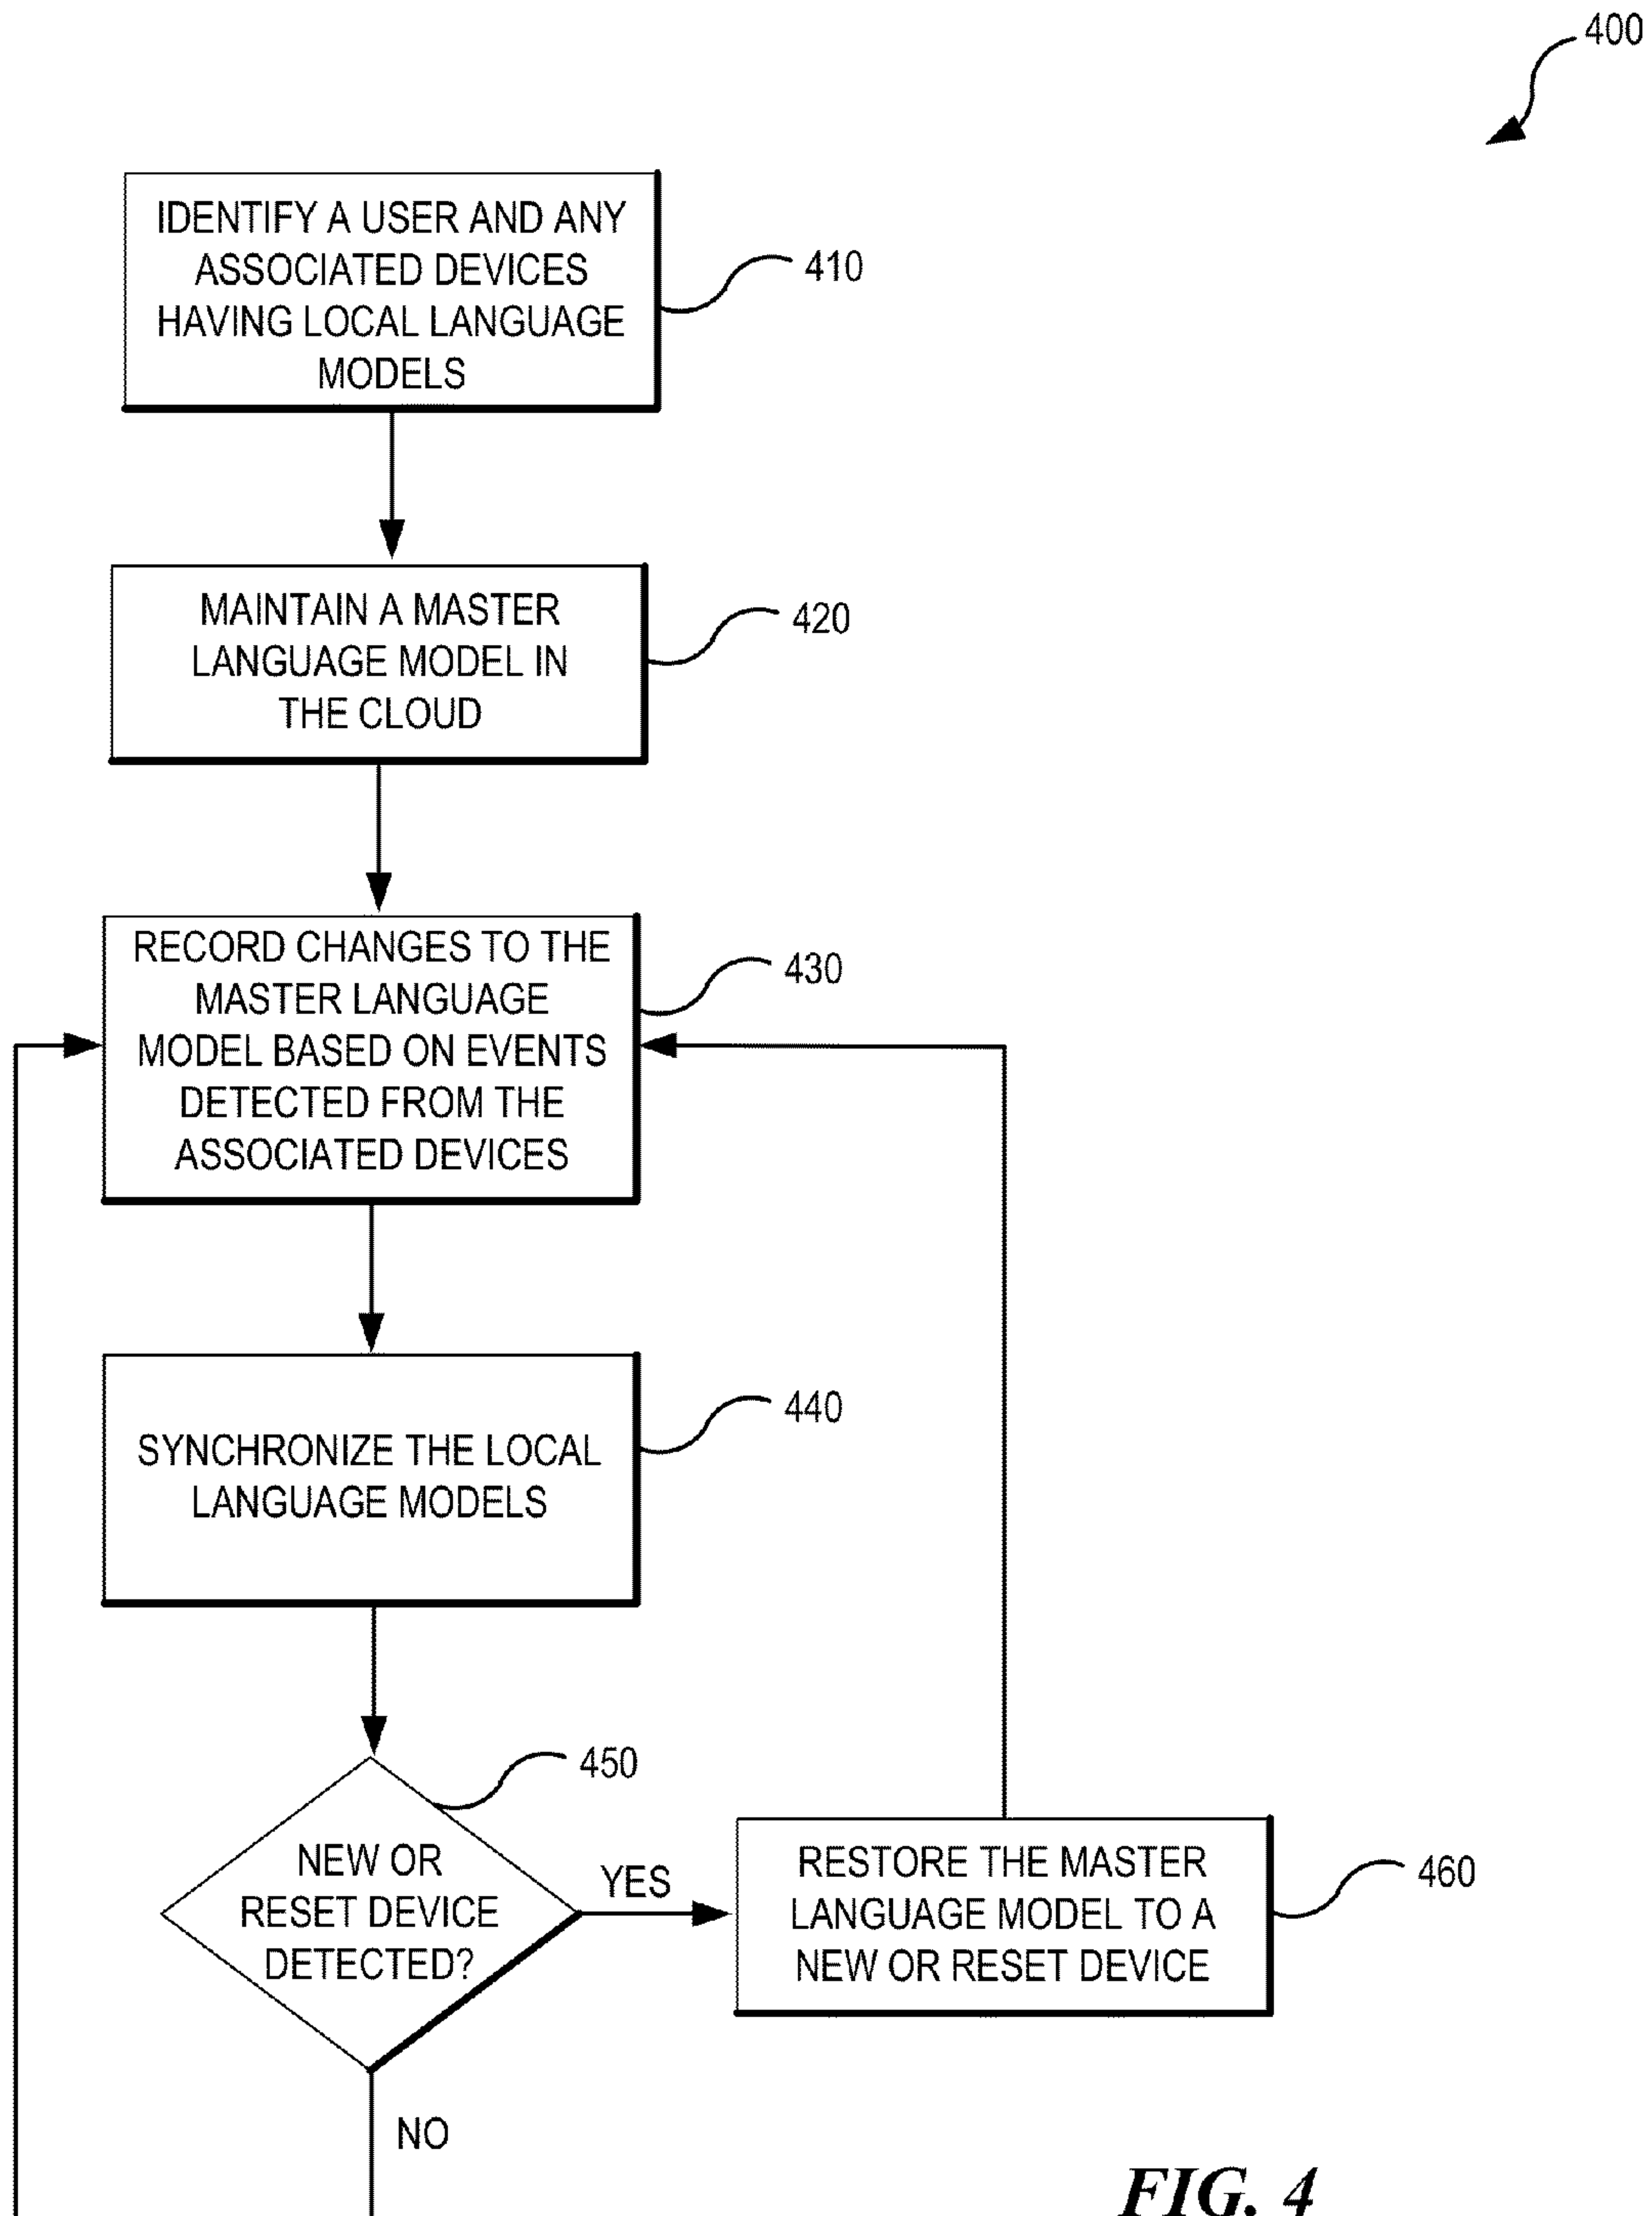 400
IDENTIFY A USER AND ANY
ASSOCIATED DEVICES
HAVING LOCAL LANGUAGE
MODELS
410
MAINTAIN A MASTER
LANGUAGE MODEL IN
THE CLOUD
420
RECORD CHANGES TO THE
MASTER LANGUAGE
MODEL BASED ON EVENTS
DETECTED FROM THE
ASSOCIATED DEVICES
430
SYNCHRONIZE THE LOCAL
LANGUAGE MODELS
440
NEW OR
RESET DEVICE
DETECTED?
450
YES
RESTORE THE MASTER
LANGUAGE MODEL TO A
NEW OR RESET DEVICE
460
NO
FIG. 4